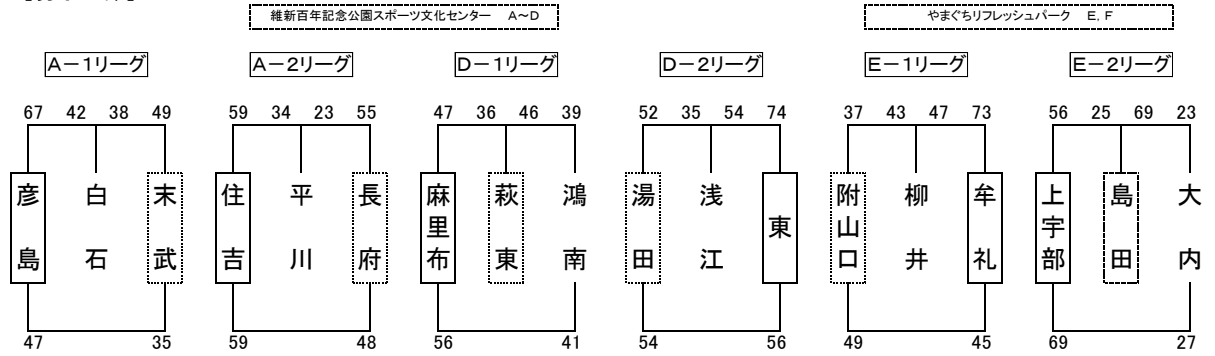 維新百年記念公園スポーツ文化センター　A～D
やまぐちリフレッシュパーク　E，F
A－1リーグ
A－2リーグ
D－1リーグ
D－2リーグ
E－1リーグ
E－2リーグ
67 42 38 49
59 34 23 55
47 36 46 39
52 35 54 74
37 43 47 73
56 25 69 23
彦島
白石
末武
住吉
平川
長府
麻里布
萩東
鴻南
湯田
浅江
東
附山口
柳井
牟礼
上宇部
島田
大内
47 35
59 48
56 41
54 56
49 45
69 27